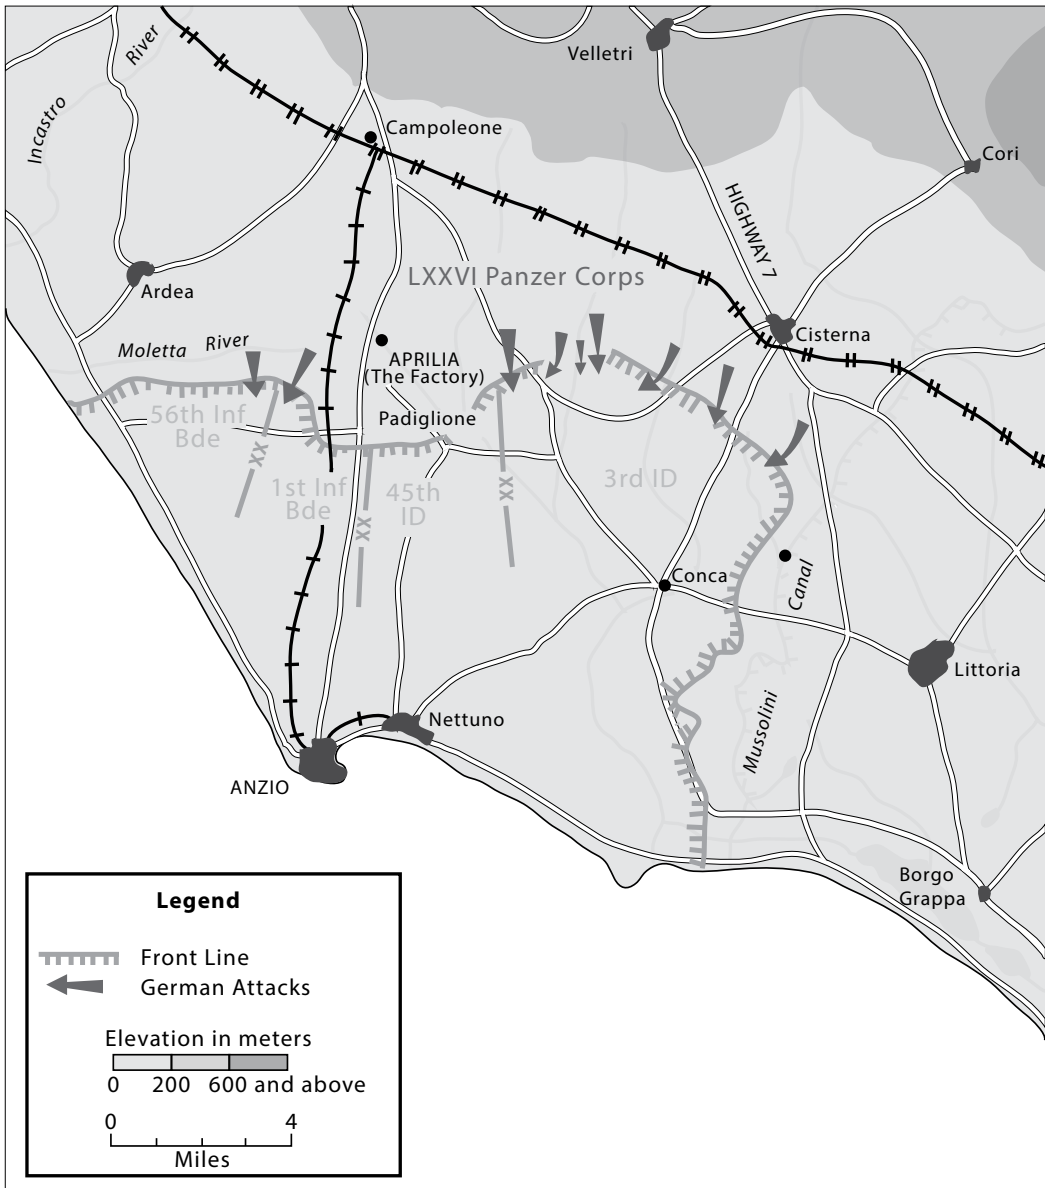 Velletri
River
Incastro
Campoleone
Cori
HIGHWAY 7
LXXVI Panzer Corps
Ardea
Cisterna
Moletta River
APRILIA
(The Factory)
56th Inf
Bde
Padiglione
XX
1st Inf
Bde
45th
ID
XX
XX
3rd ID
Conca
Canal
Littoria
Mussolini
Nettuno
ANZIO
Borgo
Grappa
Legend
Front Line
German Attacks
Elevation in meters
0 200 600 and above
0 4
Miles